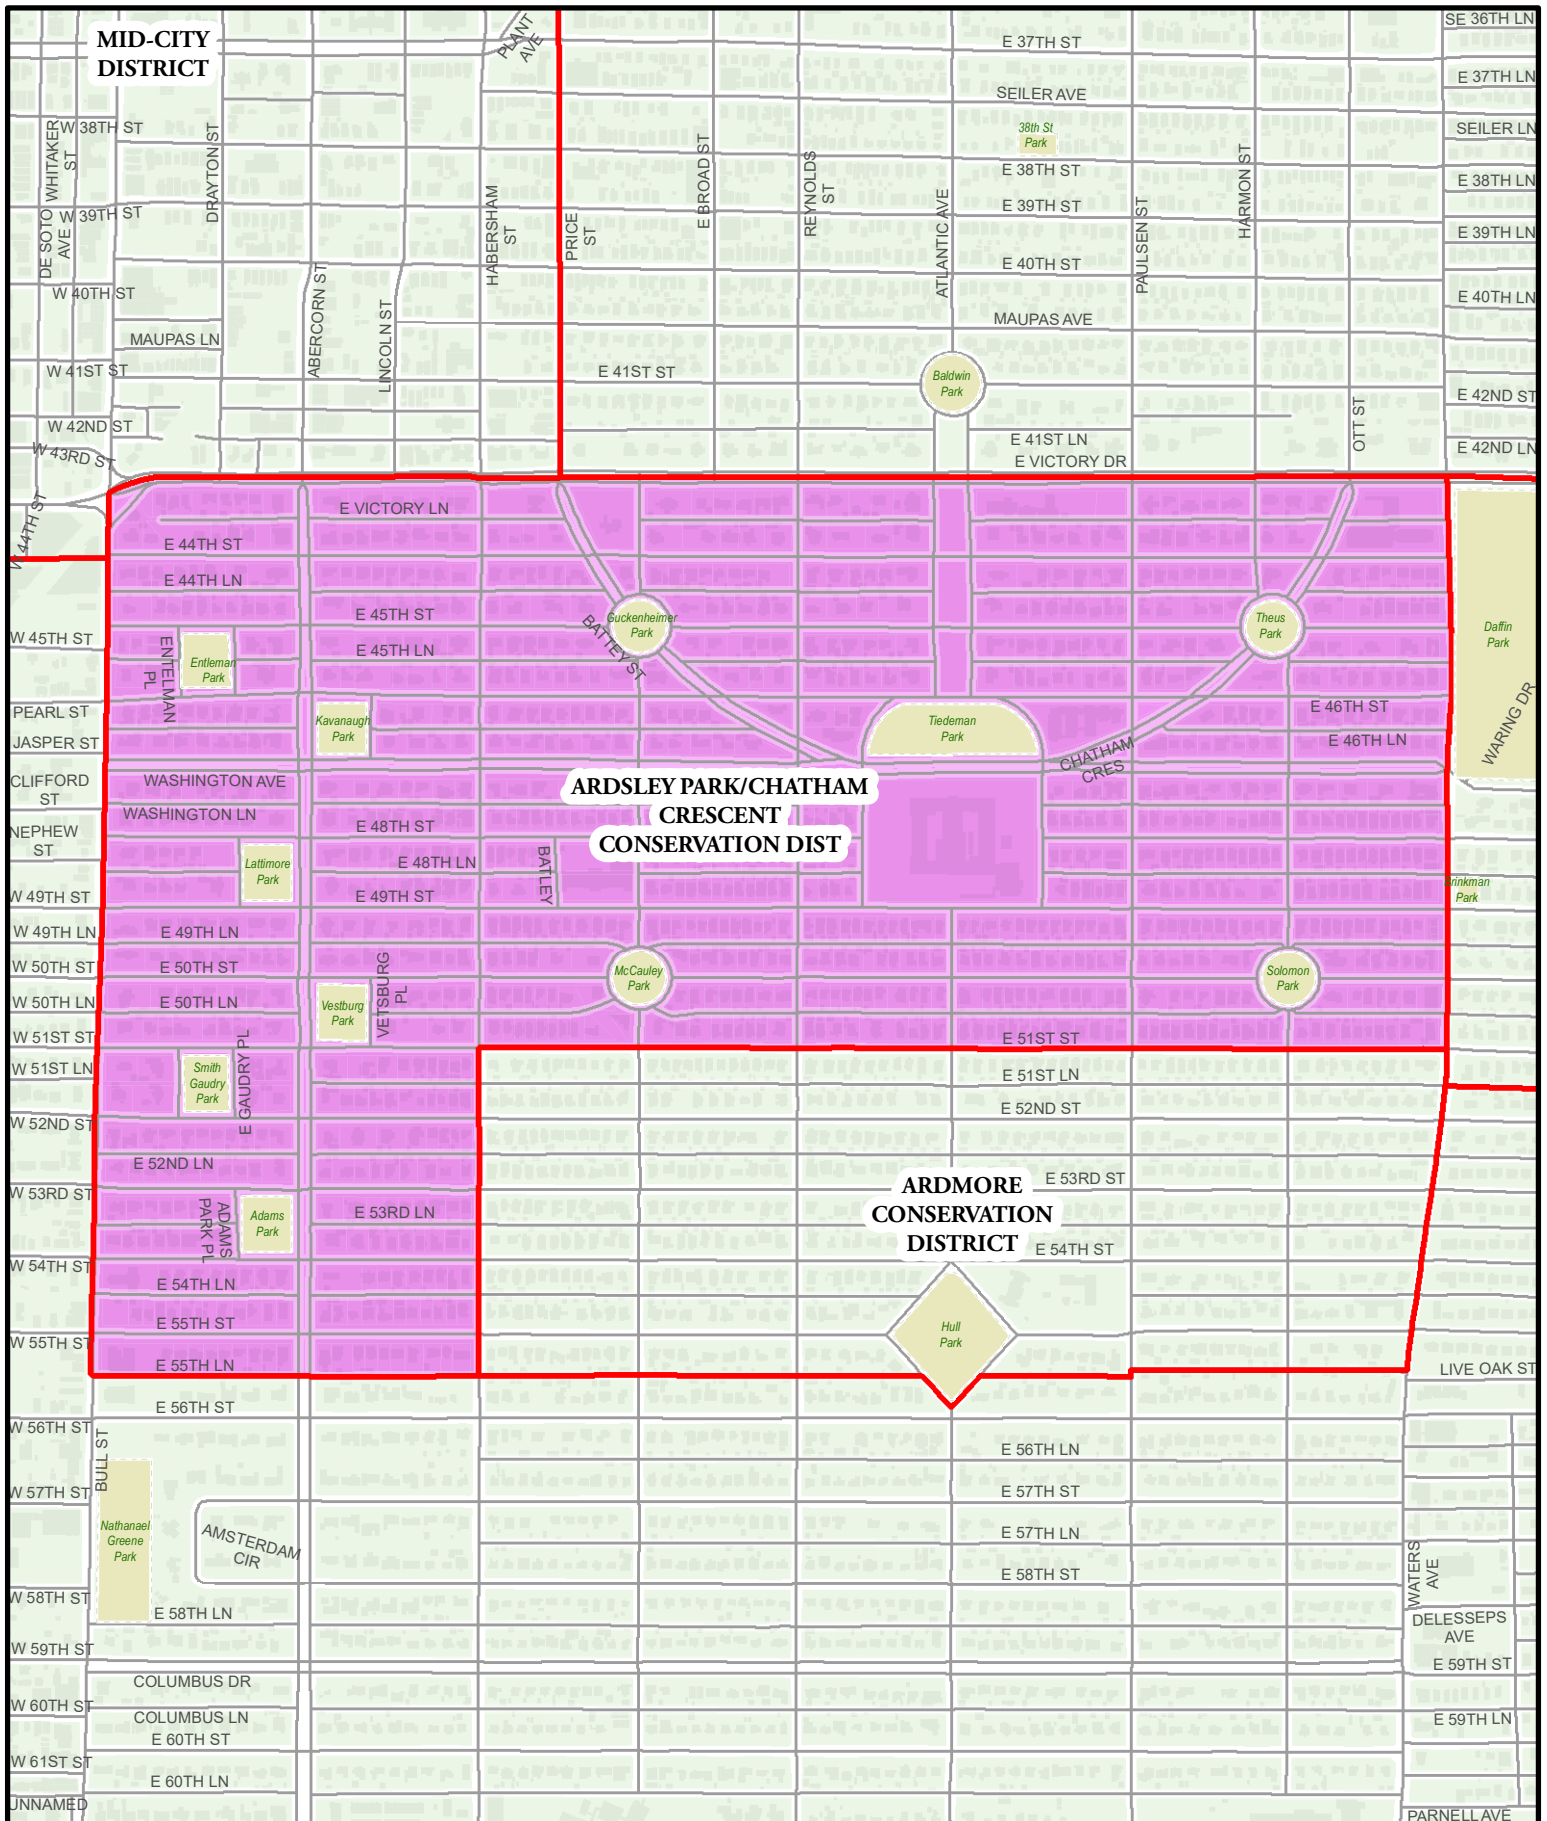 MID-CITY
DISTRICT
PLANT
AVE
E 37TH ST
SE 36TH LN
E 37TH LN
SEILER AVE
38th St
Park
SEILER LN
W 38TH ST
WHITAKER
ST
DRAYTON ST
E BROAD ST
REYNOLDS
ST
E 38TH ST
HARMON ST
E 38TH LN
DE SOTO
AVE
W 39TH ST
HABERSHAM
ST
PRICE
ST
ATLANTIC AVE
E 39TH ST
PAULSEN ST
E 39TH LN
W 40TH ST
ABERCORN ST
LINCOLN ST
E 40TH ST
E 40TH LN
MAUPAS LN
MAUPAS AVE
W 41ST ST
E 41ST ST
Baldwin
Park
E 42ND ST
W 42ND ST
OTT ST
E 41ST LN
W 43RD ST
E VICTORY DR
E 42ND LN
W 44TH ST
E VICTORY LN
E 44TH ST
E 44TH LN
E 45TH ST
Guckenheimer
Park
BATTEY ST
Theus
Park
Daffin
Park
W 45TH ST
ENTELMAN
PL
Entleman
Park
E 45TH LN
WARING DR
PEARL ST
Kavanaugh
Park
Tiedeman
Park
E 46TH ST
JASPER ST
E 46TH LN
CHATHAM
CRES
CLIFFORD
ST
WASHINGTON AVE
ARDSLEY PARK/CHATHAM
CRESCENT
CONSERVATION DIST
WASHINGTON LN
NEPHEW
ST
E 48TH ST
Lattimore
Park
E 48TH LN
BATLEY
W 49TH ST
E 49TH ST
Park
W 49TH LN
E 49TH LN
W 50TH ST
E 50TH ST
VETSBURG
PL
McCauley
Park
Solomon
Park
W 50TH LN
E 50TH LN
Vestburg
Park
W 51ST ST
E 51ST ST
W 51ST LN
Smith
Gaudry
Park
E GAUDRY PL
E 51ST LN
E 52ND ST
W 52ND ST
E 52ND LN
ARDMORE
CONSERVATION
DISTRICT
E 53RD ST
W 53RD ST
ADAMS
PARK PL
Adams
Park
E 53RD LN
E 54TH ST
W 54TH ST
E 54TH LN
E 55TH ST
Hull
Park
W 55TH ST
E 55TH LN
LIVE OAK ST
E 56TH ST
W 56TH ST
BULL ST
E 56TH LN
W 57TH ST
E 57TH ST
Nathanael
Greene
Park
AMSTERDAM
CIR
E 57TH LN
E 58TH ST
WATERS
AVE
W 58TH ST
E 58TH LN
DELESSEPS
AVE
W 59TH ST
E 59TH ST
COLUMBUS DR
W 60TH ST
COLUMBUS LN
E 59TH LN
E 60TH ST
W 61ST ST
E 60TH LN
UNNAMED
PARNELL AVE